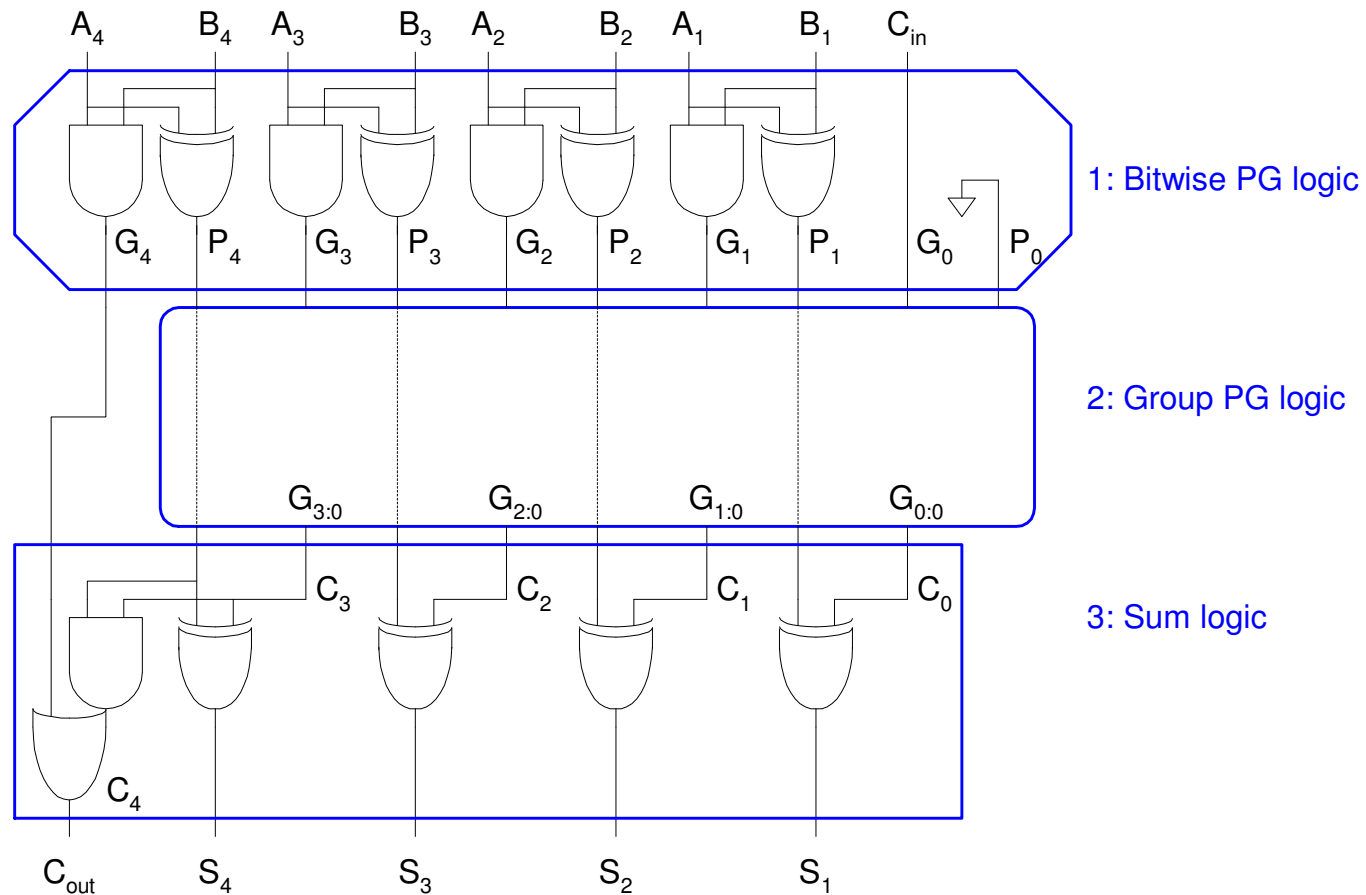 A4 B4 A3 B3 A2 B2 A1 B1 Cin
1: Bitwise PG logic
G4 P4 G3 P3 G2 P2 G1 P1 G0 P0
2: Group PG logic
G3:0 G2:0 G1:0 G0:0
C3 C2 C1 C0
3: Sum logic
C4
Cout S4 S3 S2 S1